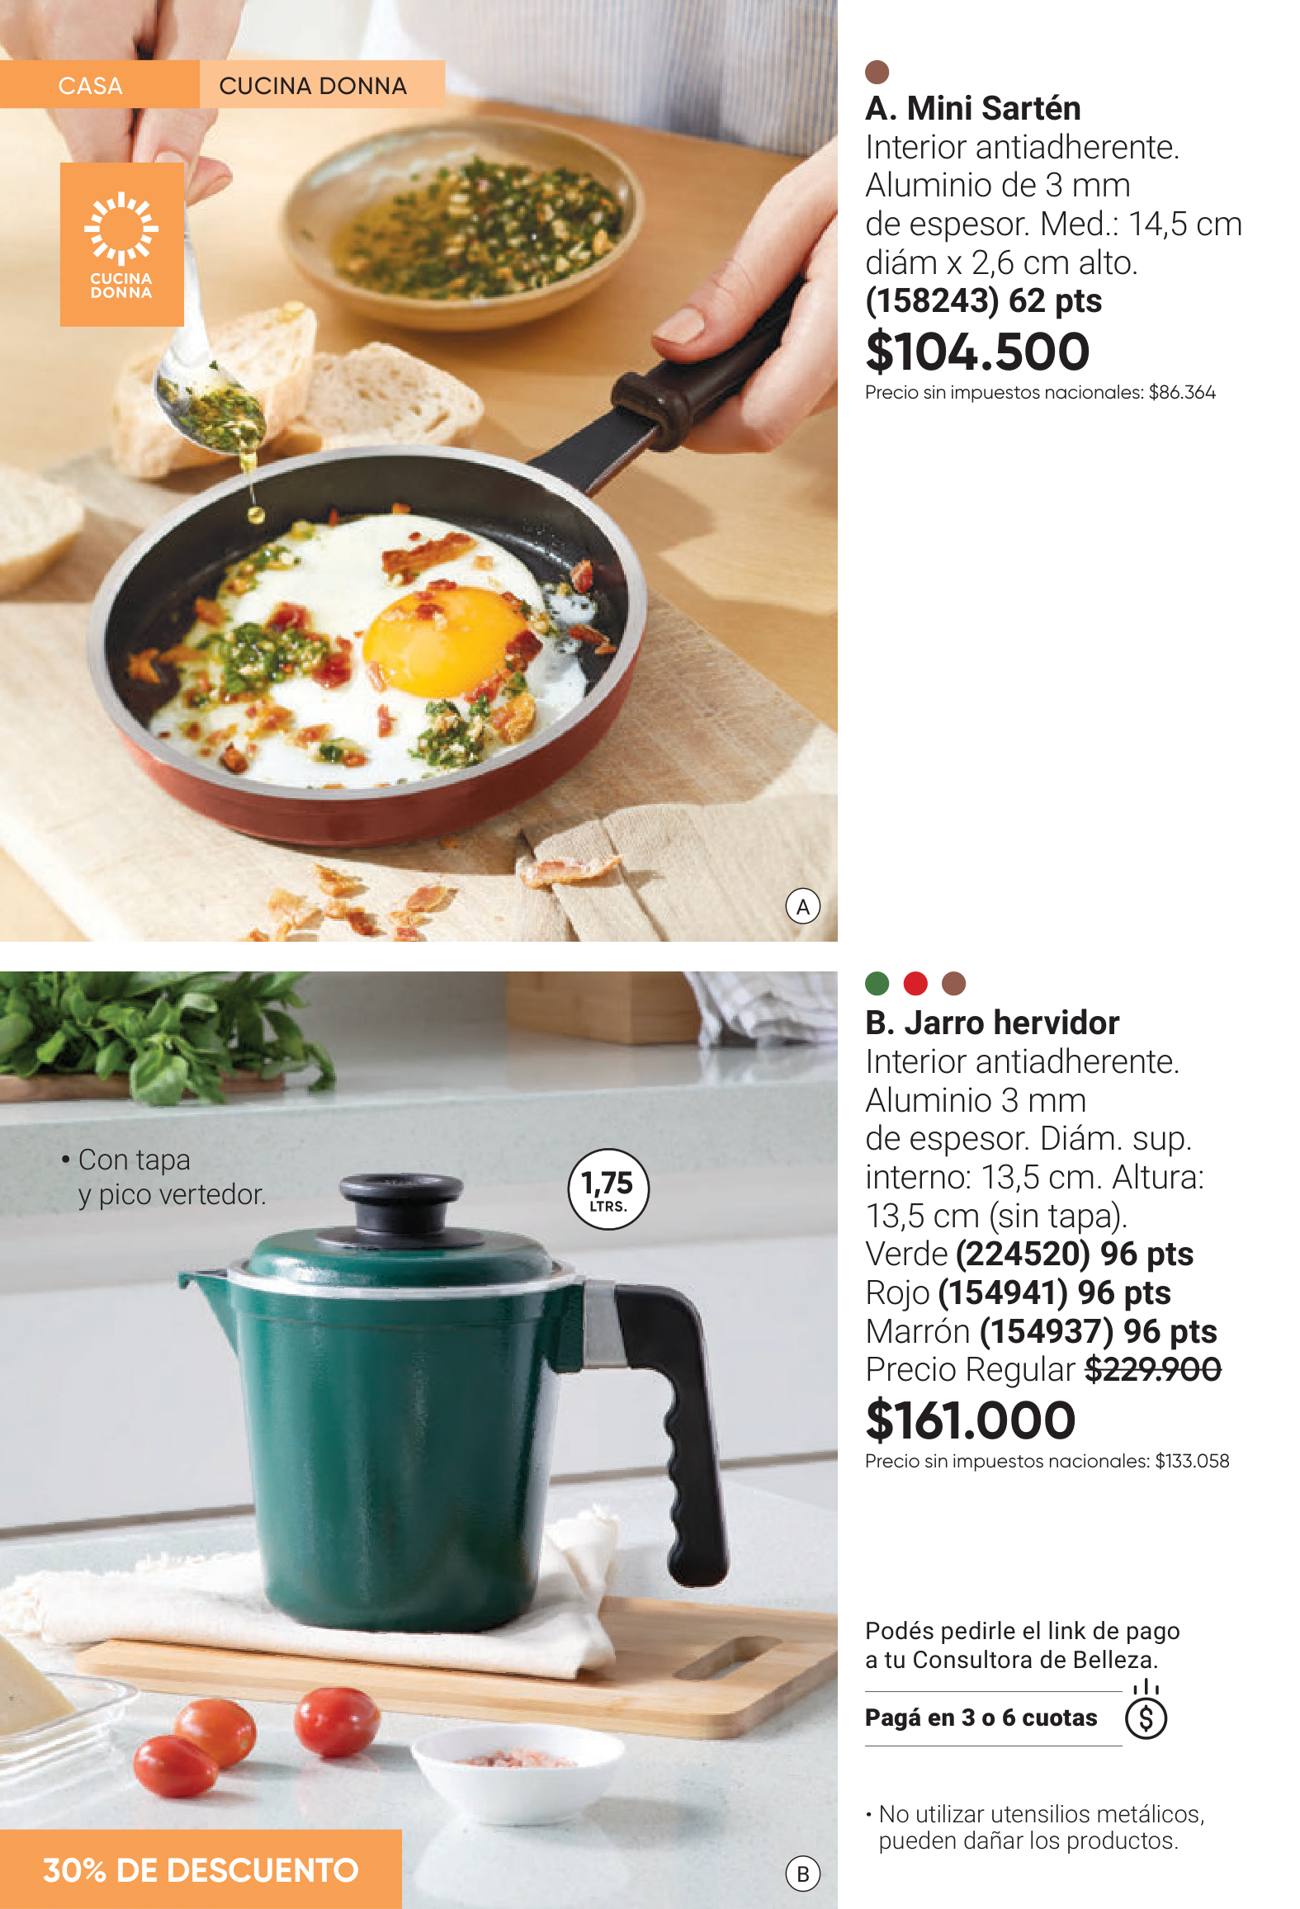 CASA
CUCINA DONNA
CUCINA
DONNA
A
A. Mini Sartén
Interior antiadherente.
Aluminio de 3 mm
de espesor. Med.: 14,5 cm
diám x 2,6 cm alto.
(158243) 62 pts
$104.500
Precio sin impuestos nacionales: $86.364
• Con tapa
y pico vertedor.
1,75
LTRS.
30% DE DESCUENTO
B
B. Jarro hervidor
Interior antiadherente.
Aluminio 3 mm
de espesor. Diám. sup.
interno: 13,5 cm. Altura:
13,5 cm (sin tapa).
Verde (224520) 96 pts
Rojo (154941) 96 pts
Marrón (154937) 96 pts
Precio Regular $229.900
$161.000
Precio sin impuestos nacionales: $133.058
Podés pedirle el link de pago
a tu Consultora de Belleza.
Pagá en 3 o 6 cuotas
$
• No utilizar utensilios metálicos,
pueden dañar los productos.